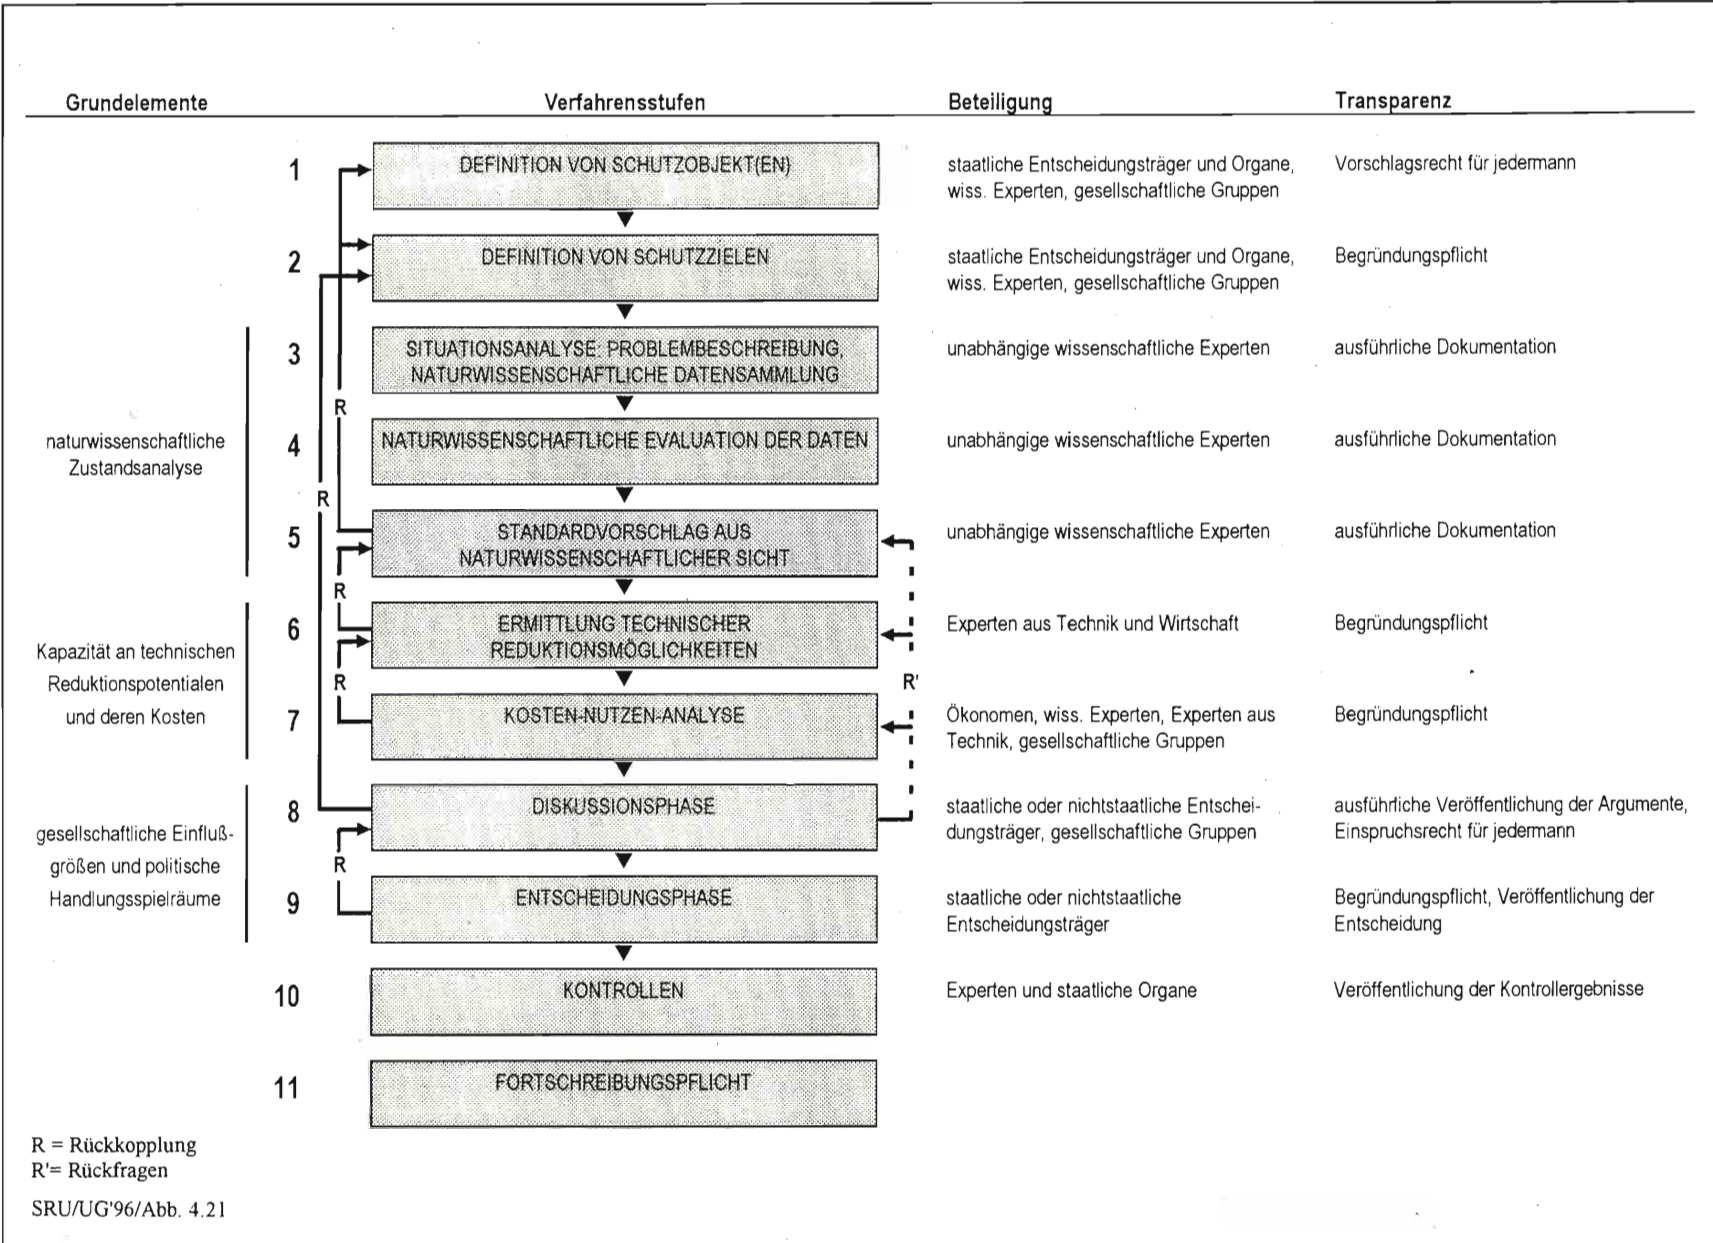 Grundelemente Verfahrensstufen Beteiligung Transparenz
1 DEFINITION VON SCHUTZOBJEKT(EN) staatliche Entscheidungsträger und Organe, Vorschlagsrecht für jedermann
wiss. Experten, gesellschaftliche Gruppen
2 DEFINITION VON SCHUTZZIELEN staatliche Entscheidungsträger und Organe, Begründungspflicht
wiss. Experten, gesellschaftliche Gruppen
3 SITUATIONSANALYSE: PROBLEMBESCHREIBUNG, unabhängige wissenschaftliche Experten ausführliche Dokumentation
NATURWISSENSCHAFTLICHE DATENSAMMLUNG
R
naturwissenschaftliche 4 NATURWISSENSCHAFTLICHE EVALUATION DER DATEN unabhängige wissenschaftliche Experten ausführliche Dokumentation
Zustandsanalyse
R
5 STANDARDVORSCHLAG AUS unabhängige wissenschaftliche Experten ausführliche Dokumentation
NATURWISSENSCHAFTLICHER SICHT
R
6 ERMITTLUNG TECHNISCHER Experten aus Technik und Wirtschaft Begründungspflicht
Kapazität an technischen REDUKTIONSMÖGLICHKEITEN
Reduktionspotentialen R R'
und deren Kosten 7 KOSTEN-NUTZEN-ANALYSE Ökonomen, wiss. Experten, Experten aus Begründungspflicht
Technik, gesellschaftliche Gruppen
8 DISKUSSIONSPHASE staatliche oder nichtstaatliche Entschei- ausführliche Veröffentlichung der Argumente,
gesellschaftliche Einfluß- dungsträger, gesellschaftliche Gruppen Einspruchsrecht für jedermann
größen und politische R
Handlungsspielräume 9 ENTSCHEIDUNGSPHASE staatliche oder nichtstaatliche Begründungspflicht, Veröffentlichung der
Entscheidungsträger Entscheidung
10 KONTROLLEN Experten und staatliche Organe Veröffentlichung der Kontrollergebnisse
11 FORTSCHREIBUNGSPFLICHT
R = Rückkopplung
R'= Rückfragen
SRU/UG'96/Abb. 4.21